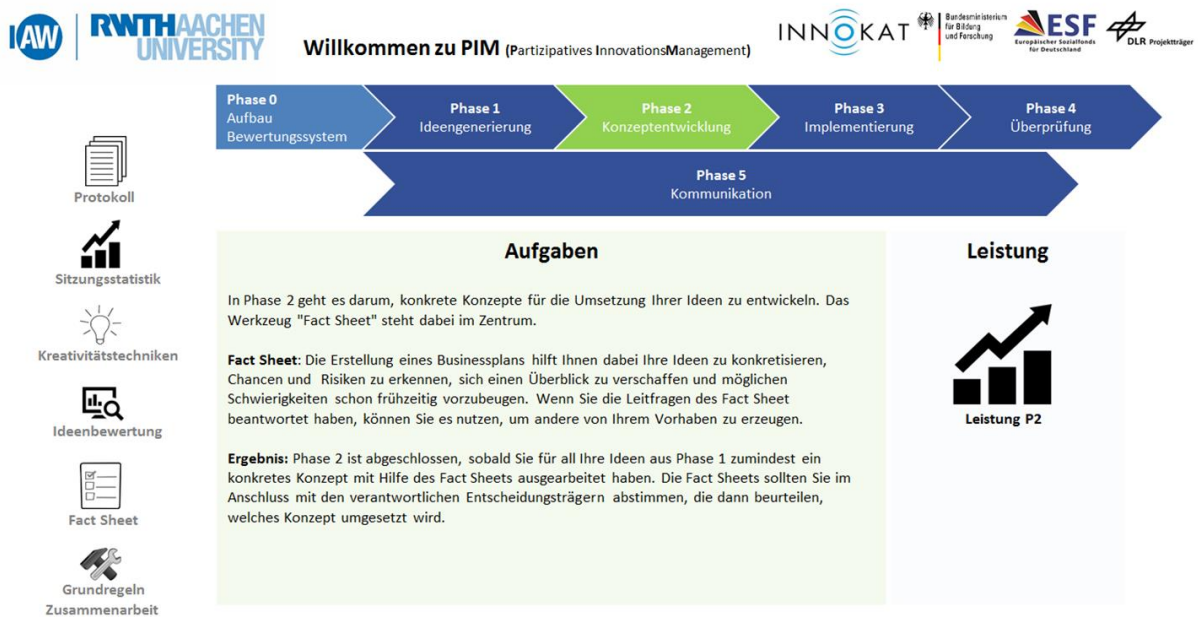 IAW
RWTHAACHEN
UNIVERSITY
Willkommen zu PIM (Partizipatives InnovationsManagement)
INNOKAT
Bundesministerium
für Bildung
und Forschung
ESF
Europäischer Sozialfonds
für Deutschland
DLR Projektträger
Phase 0
Aufbau
Bewertungssystem
Phase 1
Ideengenerierung
Phase 2
Konzeptentwicklung
Phase 3
Implementierung
Phase 4
Überprüfung
Phase 5
Kommunikation
Protokoll
Sitzungsstatistik
Kreativitätstechniken
Ideenbewertung
Fact Sheet
Grundregeln
Zusammenarbeit
Aufgaben
In Phase 2 geht es darum, konkrete Konzepte für die Umsetzung Ihrer Ideen zu entwickeln. Das
Werkzeug "Fact Sheet" steht dabei im Zentrum.
Fact Sheet: Die Erstellung eines Businessplans hilft Ihnen dabei Ihre Ideen zu konkretisieren,
Chancen und Risiken zu erkennen, sich einen Überblick zu verschaffen und möglichen
Schwierigkeiten schon frühzeitig vorzubeugen. Wenn Sie die Leitfragen des Fact Sheet
beantwortet haben, können Sie es nutzen, um andere von Ihrem Vorhaben zu erzeugen.
Ergebnis: Phase 2 ist abgeschlossen, sobald Sie für all Ihre Ideen aus Phase 1 zumindest ein
konkretes Konzept mit Hilfe des Fact Sheets ausgearbeitet haben. Die Fact Sheets sollten Sie im
Anschluss mit den verantwortlichen Entscheidungsträgern abstimmen, die dann beurteilen,
welches Konzept umgesetzt wird.
Leistung
Leistung P2